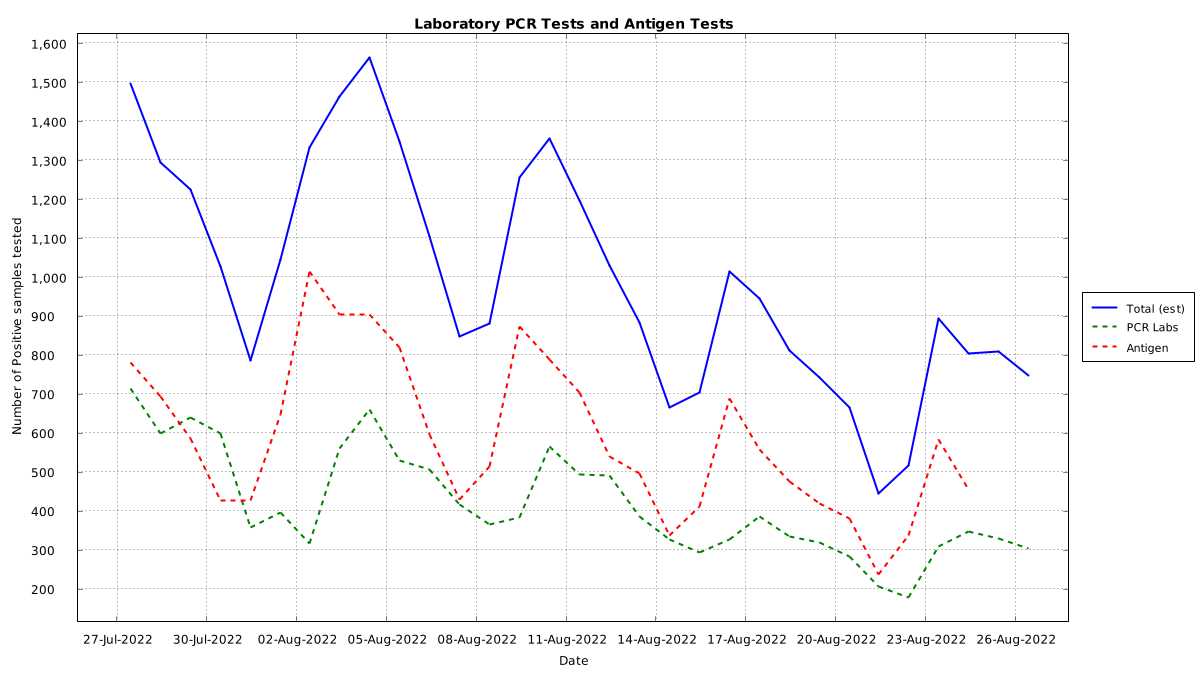 Laboratory PCR Tests and Antigen Tests
1,600
1,500
1,400
1,300
1,200
1,100
1,000
900
800
700
600
500
400
300
200
Number of Positive samples tested
27-Jul-2022 30-Jul-2022 02-Aug-2022 05-Aug-2022 08-Aug-2022 11-Aug-2022 14-Aug-2022 17-Aug-2022 20-Aug-2022 23-Aug-2022 26-Aug-2022
Date
Total (est)
PCR Labs
Antigen